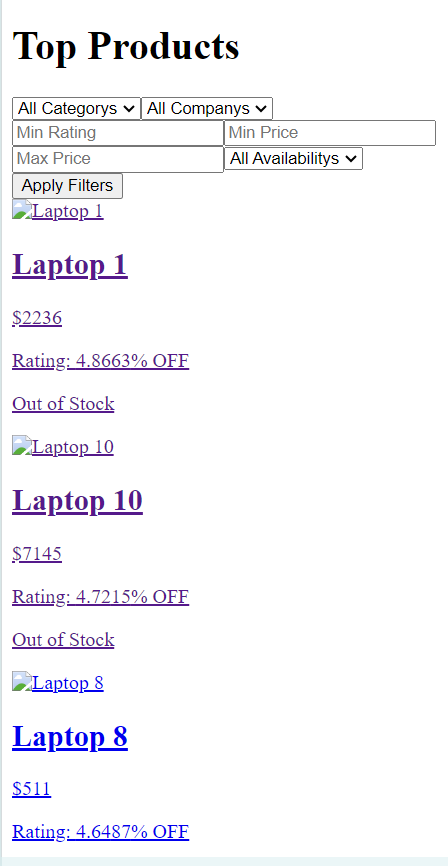 Top Products
All Categorys All Companys
Min Rating Min Price
Max Price All Availabilitys
Apply Filters
Laptop 1
Laptop 1
$2236
Rating: 4.8663% OFF
Out of Stock
Laptop 10
Laptop 10
$7145
Rating: 4.7215% OFF
Out of Stock
Laptop 8
Laptop 8
$511
Rating: 4.6487% OFF